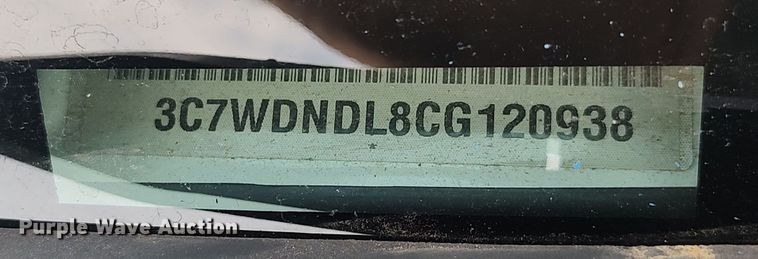 3C7WDNDL8CG120938
Purple Wave Auction